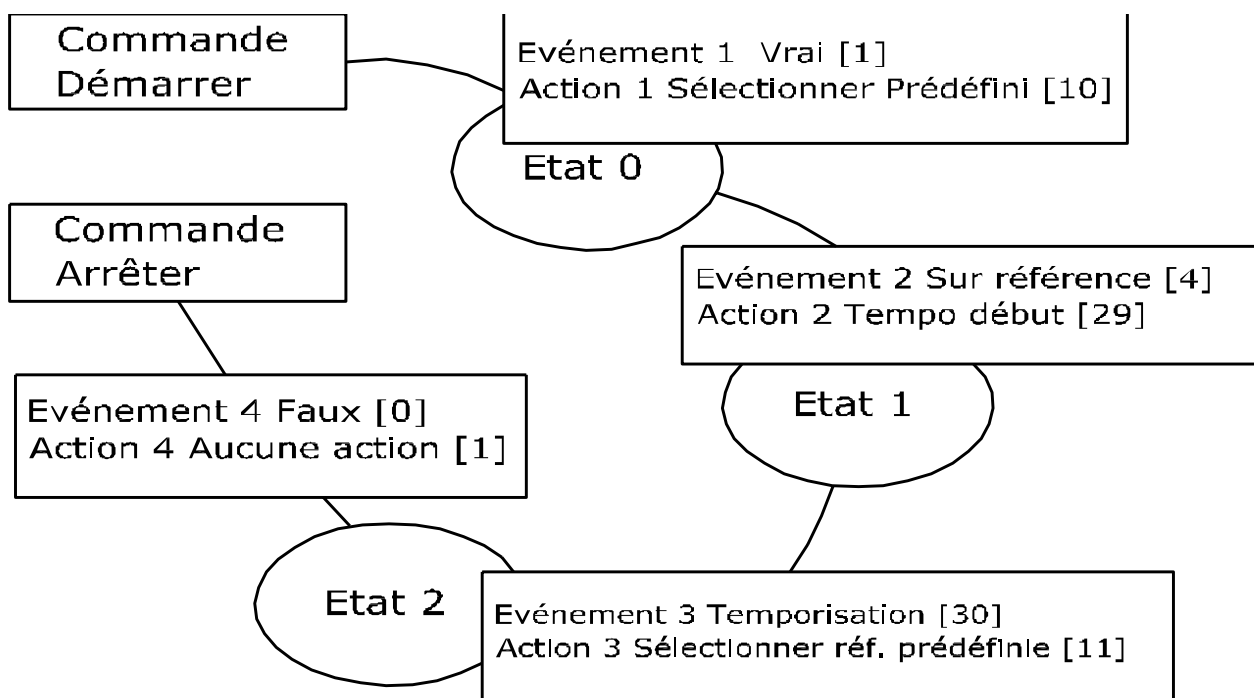 Commande
Démarrer
Evénement 1 Vrai [1]
Action 1 Sélectionner Prédéfini [10]
Etat 0
Commande
Arrêter
Evénement 2 Sur référence [4]
Action 2 Tempo début [29]
Etat 1
Evénement 4 Faux [0]
Action 4 Aucune action [1]
Etat 2
Evénement 3 Temporisation [30]
Action 3 Sélectionner réf. prédéfinie [11]